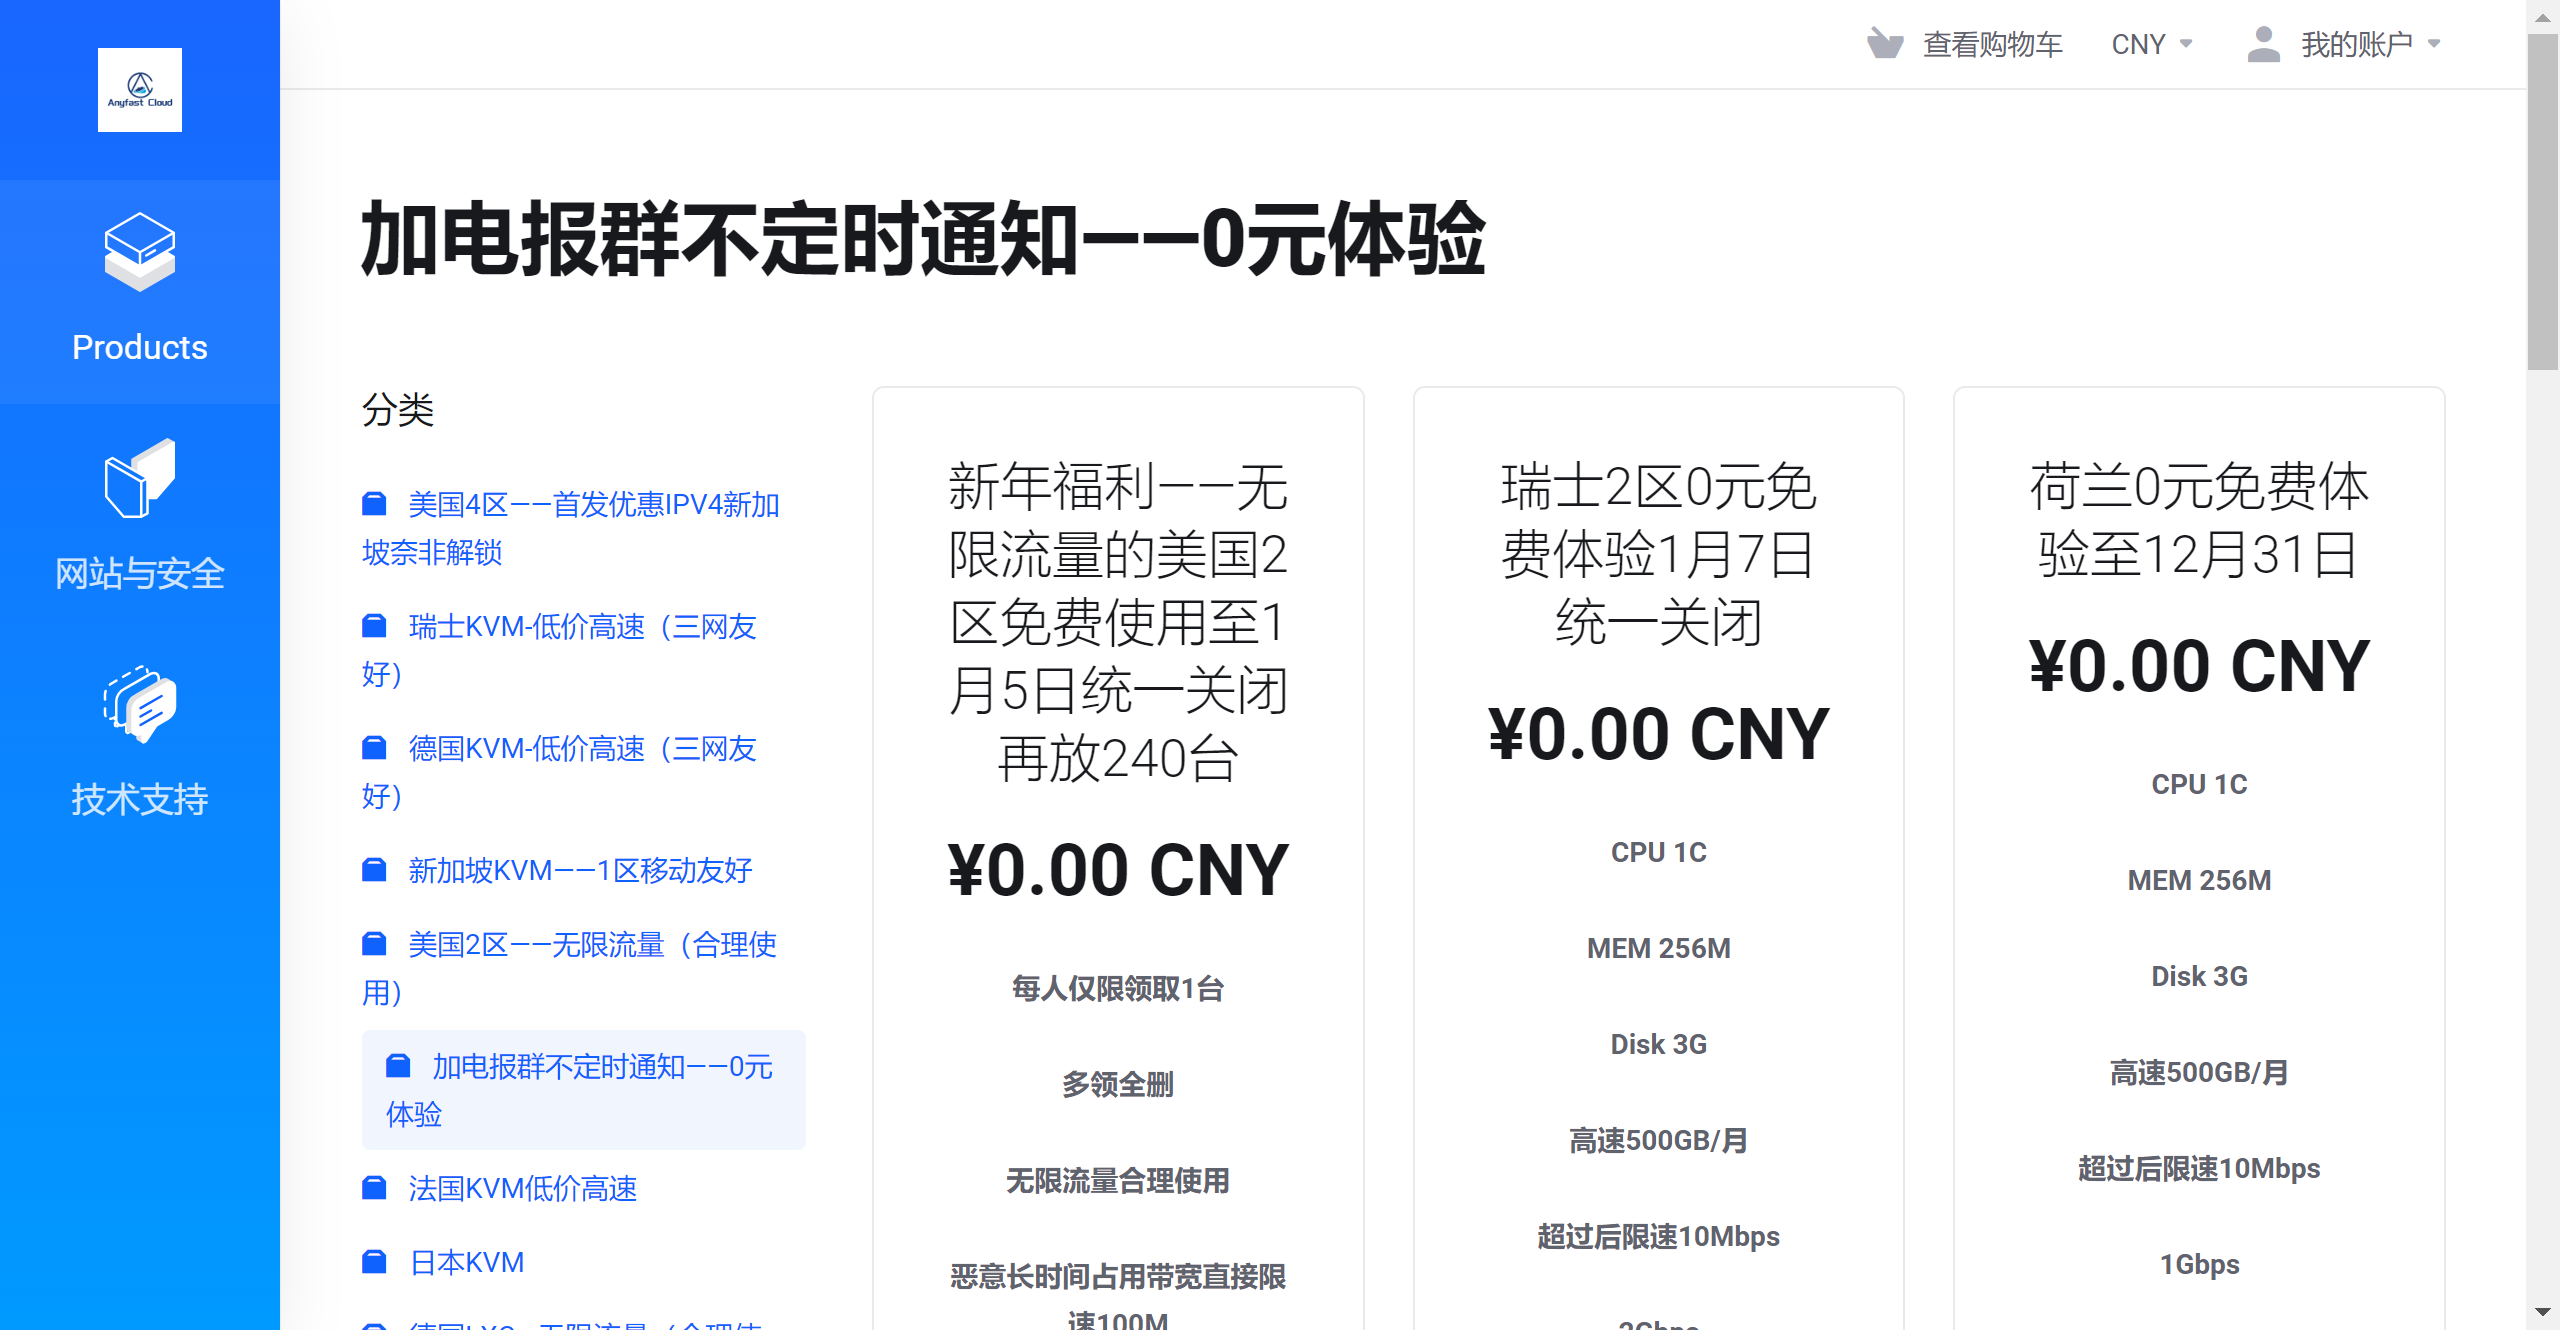 Anyfast Cloud
查看购物车
CNY
我的账户
Products
网站与安全
技术支持
加电报群不定时通知——0元体验
分类
美国4区——首发优惠IPV4新加
坡奈非解锁
瑞士KVM-低价高速（三网友
好）
德国KVM-低价高速（三网友
好）
新加坡KVM——1区移动友好
美国2区——无限流量（合理使
用）
加电报群不定时通知——0元
体验
法国KVM低价高速
日本KVM
新年福利——无
限流量的美国2
区免费使用至1
月5日统一关闭
再放240台
¥0.00 CNY
每人仅限领取1台
多领全删
无限流量合理使用
恶意长时间占用带宽直接限
速100M
瑞士2区0元免
费体验1月7日
统一关闭
¥0.00 CNY
CPU 1C
MEM 256M
Disk 3G
高速500GB/月
超过后限速10Mbps
2Gbps
荷兰0元免费体
验至12月31日
¥0.00 CNY
CPU 1C
MEM 256M
Disk 3G
高速500GB/月
超过后限速10Mbps
1Gbps